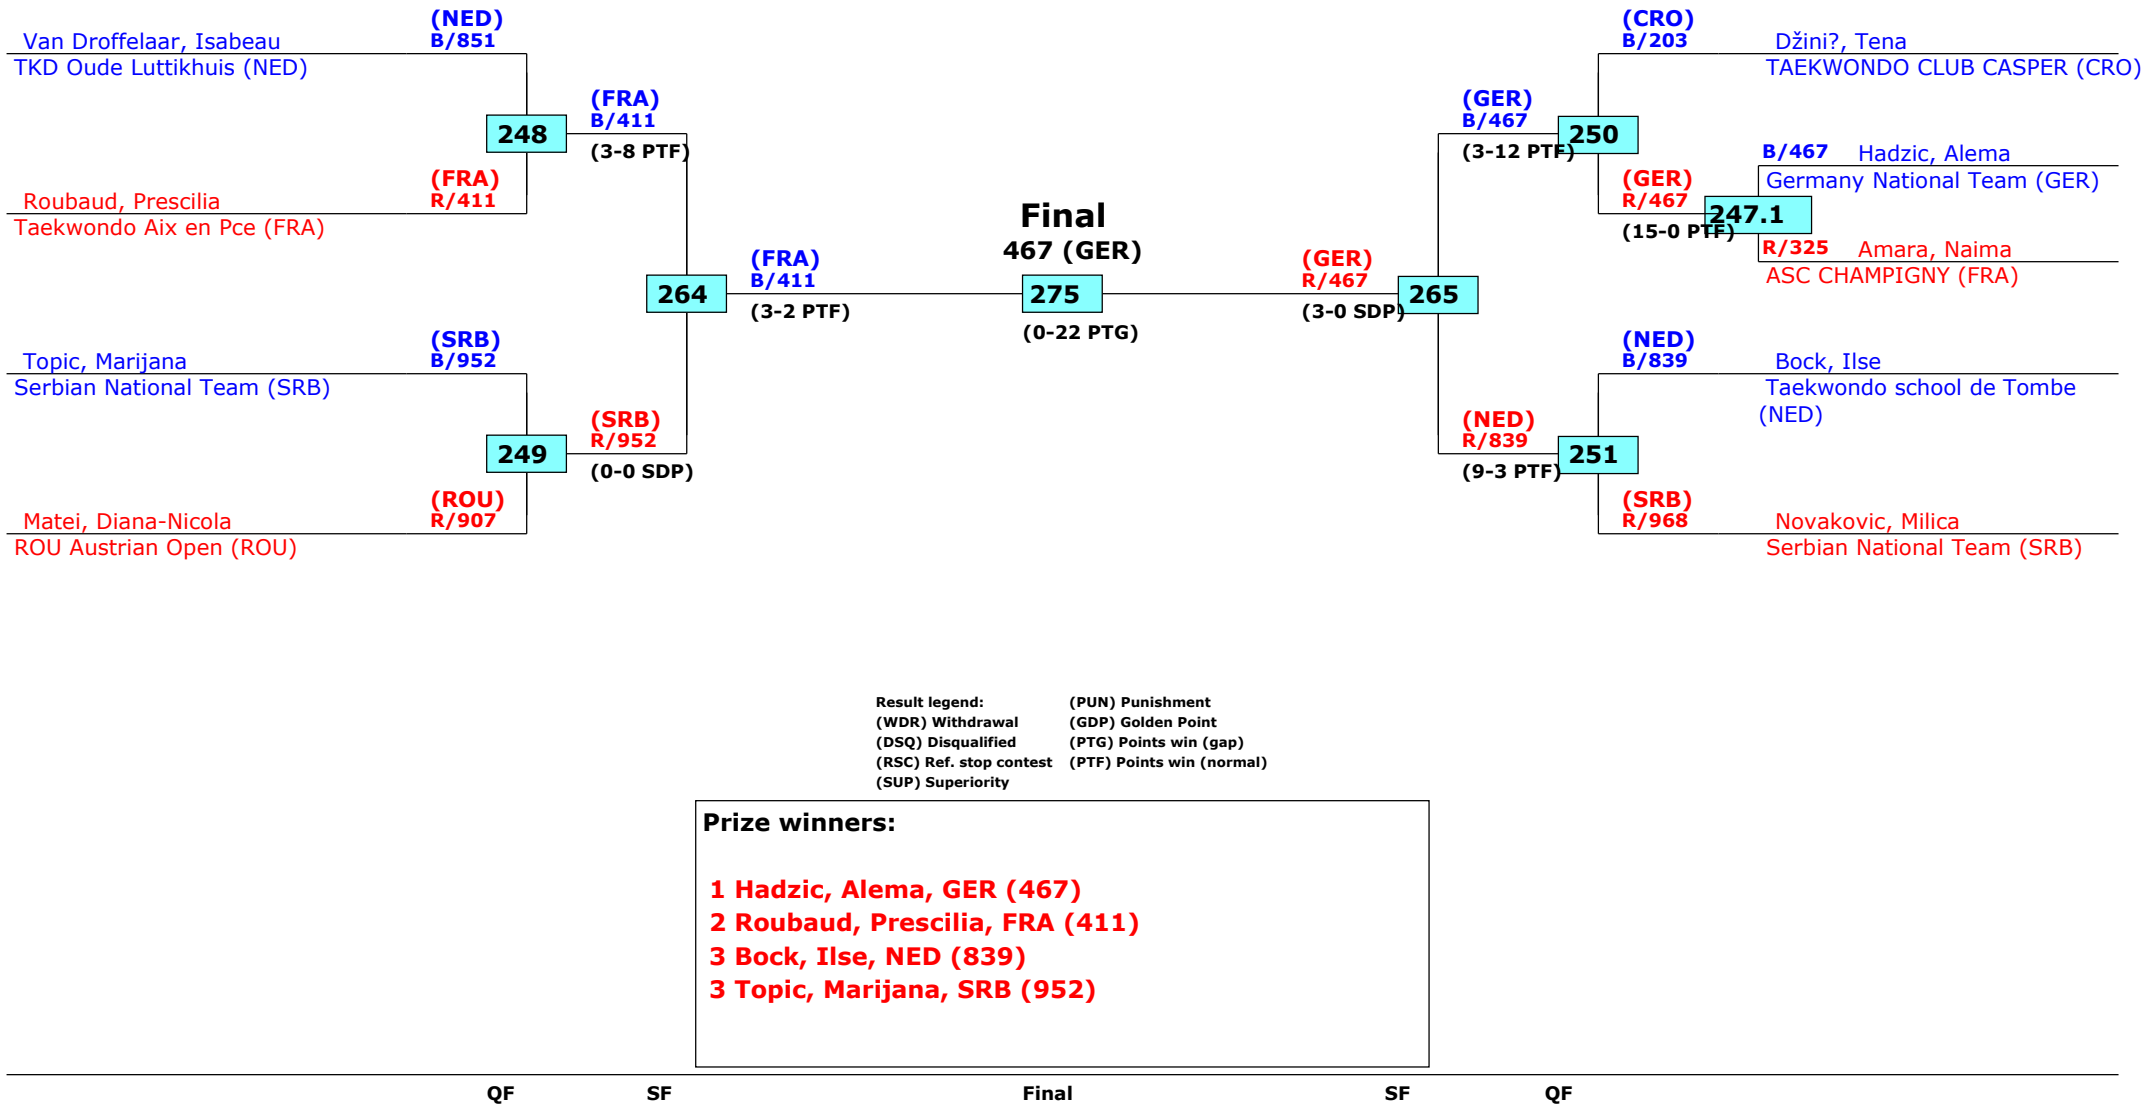 (NED)
B/851
Van Droffelaar, Isabeau
TKD Oude Luttikhuis (NED)
248
(FRA)
R/411
Roubaud, Prescilia
Taekwondo Aix en Pce (FRA)
(FRA)
B/411
(3-8 PTF)
264
(SRB)
B/952
Topic, Marijana
Serbian National Team (SRB)
249
(ROU)
R/907
Matei, Diana-Nicola
ROU Austrian Open (ROU)
(SRB)
R/952
(0-0 SDP)
(FRA)
B/411
(3-2 PTF)
Final
467 (GER)
275
(0-22 PTG)
(GER)
R/467
(3-0 SDP)
265
(GER)
B/467
(3-12 PTF)
250
(CRO)
B/203
Džini?, Tena
TAEKWONDO CLUB CASPER (CRO)
(GER)
R/467
(15-0 PTF)
247.1
B/467 Hadzic, Alema
Germany National Team (GER)
R/325 Amara, Naima
ASC CHAMPIGNY (FRA)
(NED)
R/839
(9-3 PTF)
251
(NED)
B/839
Bock, Ilse
Taekwondo school de Tombe
(NED)
(SRB)
R/968
Novakovic, Milica
Serbian National Team (SRB)
Result legend: (PUN) Punishment
(WDR) Withdrawal (GDP) Golden Point
(DSQ) Disqualified (PTG) Points win (gap)
(RSC) Ref. stop contest (PTF) Points win (normal)
(SUP) Superiority
Prize winners:
1 Hadzic, Alema, GER (467)
2 Roubaud, Prescilia, FRA (411)
3 Bock, Ilse, NED (839)
3 Topic, Marijana, SRB (952)
QF SF Final SF QF